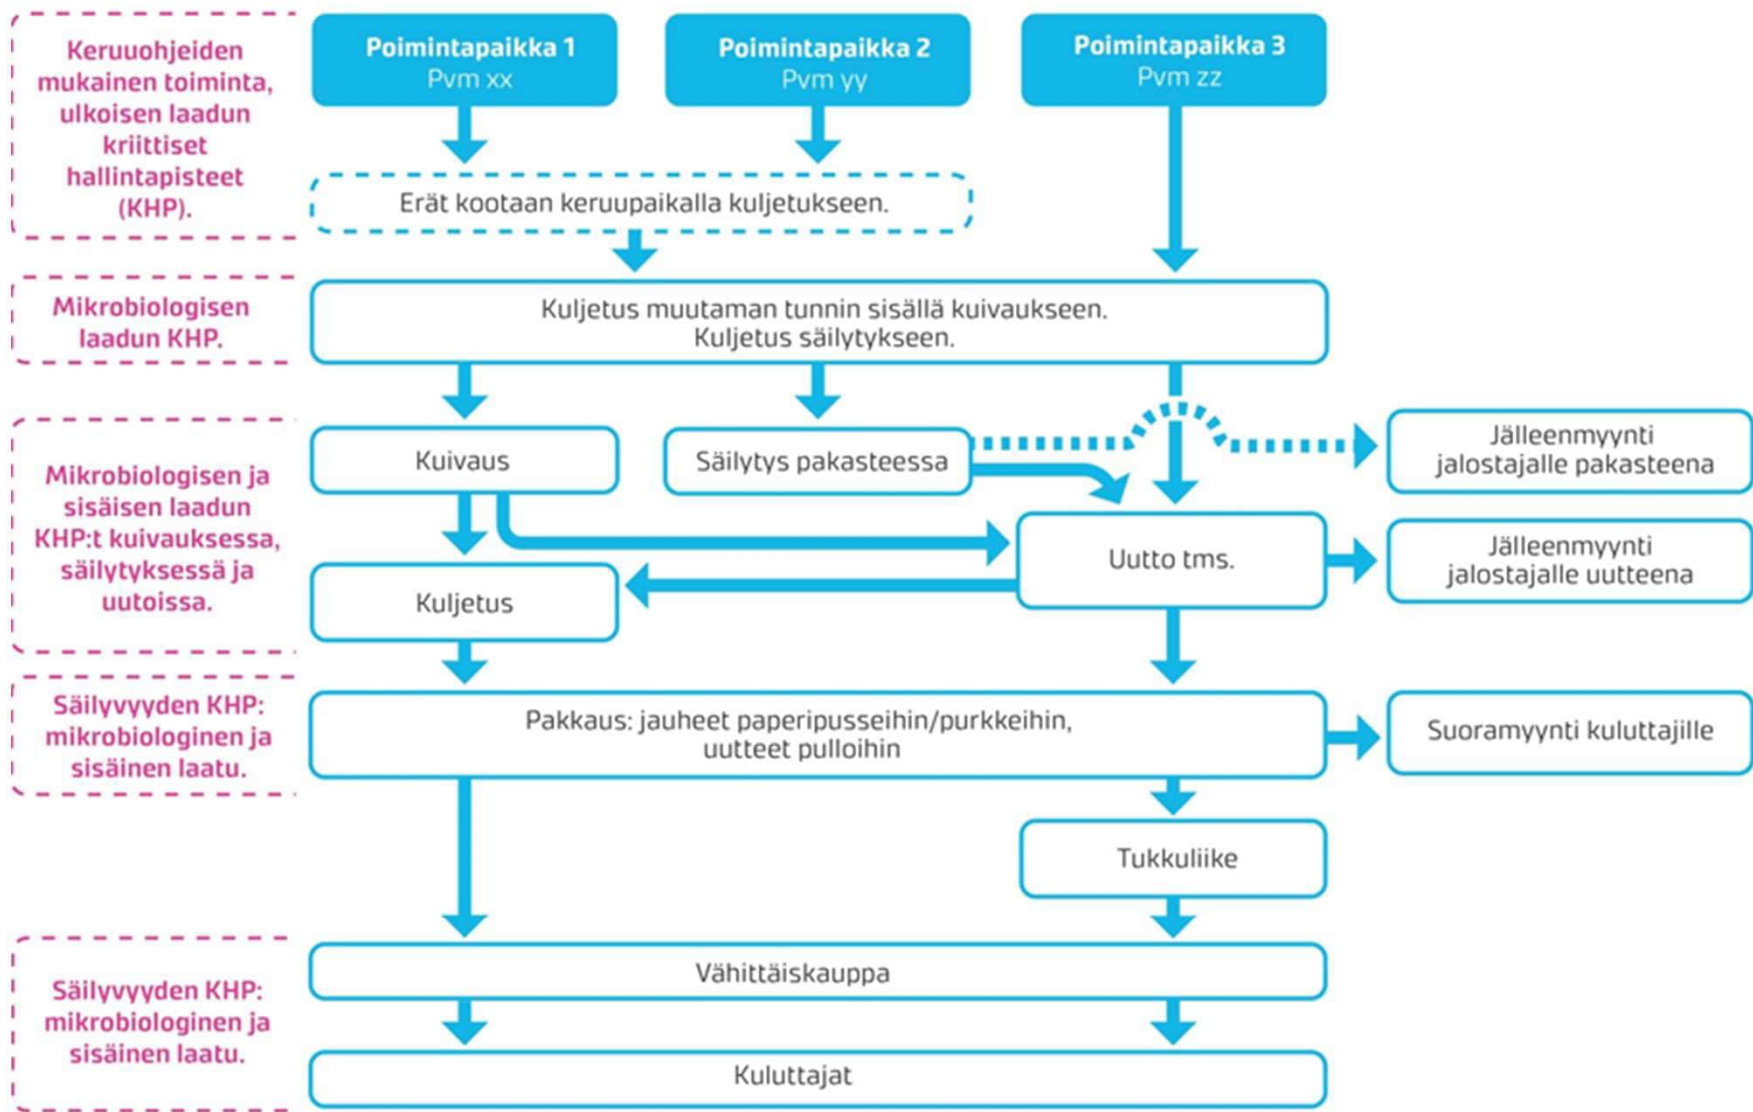 Keruuohjeiden
mukainen toiminta,
ulkoisen laadun
kriittiset
hallintapisteet
(KHP).
Poimintapaikka 1
Pvm xx
Poimintapaikka 2
Pvm yy
Poimintapaikka 3
Pvm zz
Erät kootaan keruupaikalla kuljetukseen.
Mikrobiologisen
laadun KHP.
Kuljetus muutaman tunnin sisällä kuivaukseen.
Kuljetus säilytykseen.
Mikrobiologisen ja
sisäisen laadun
KHP:t kuivauksessa,
säilytyksessä ja
uutoissa.
Kuivaus
Säilytys pakasteessa
Jälleenmyynti
jalostajalle pakasteena
Uutto tms.
Jälleenmyynti
jalostajalle uutteena
Kuljetus
Säilyvyyden KHP:
mikrobiologinen ja
sisäinen laatu.
Pakkaus: jauheet paperipusseihin/purkkeihin,
uutteet pulloihin
Suoramyynti kuluttajille
Tukkuliike
Säilyvyyden KHP:
mikrobiologinen ja
sisäinen laatu.
Vähittäiskauppa
Kuluttajat